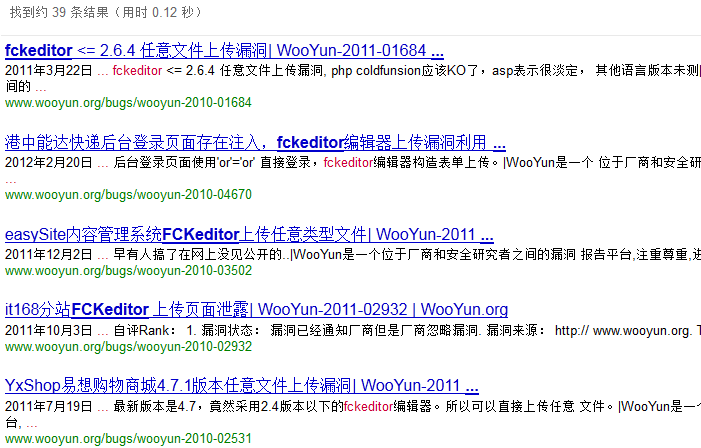 找到约 39 条结果（用时 0.12 秒）
fckeditor <= 2.6.4 任意文件上传漏洞| WooYun-2011-01684 ...
2011年3月22日 ... fckeditor <= 2.6.4 任意文件上传漏洞, php coldfunsion应该KO了，asp表示很淡定， 其他语言版本未测|
间的 ...
www.wooyun.org/bugs/wooyun-2010-01684
港中能达快递后台登录页面存在注入，fckeditor编辑器上传漏洞利用 ...
2012年2月20日 ... 后台登录页面使用'or'='or' 直接登录，fckeditor编辑器构造表单上传。|WooYun是一个 位于厂商和安全研
...
www.wooyun.org/bugs/wooyun-2010-04670
easySite内容管理系统FCKeditor上传任意类型文件| WooYun-2011 ...
2011年12月2日 ... 早有人搞了在网上没见公开的..|WooYun是一个位于厂商和安全研究者之间的漏洞 报告平台,注重尊重,进
www.wooyun.org/bugs/wooyun-2010-03502
it168分站FCKeditor 上传页面泄露| WooYun-2011-02932 | WooYun.org
2011年10月3日 ... 自评Rank： 1. 漏洞状态： 漏洞已经通知厂商但是厂商忽略漏洞. 漏洞来源： http:// www.wooyun.org. T
www.wooyun.org/bugs/wooyun-2010-02932
YxShop易想购物商城4.7.1版本任意文件上传漏洞| WooYun-2011 ...
2011年7月19日 ... 最新版本是4.7，竟然采用2.4版本以下的fckeditor编辑器。所以可以直接上传任意 文件。|WooYun是一
台, ...
www.wooyun.org/bugs/wooyun-2010-02531